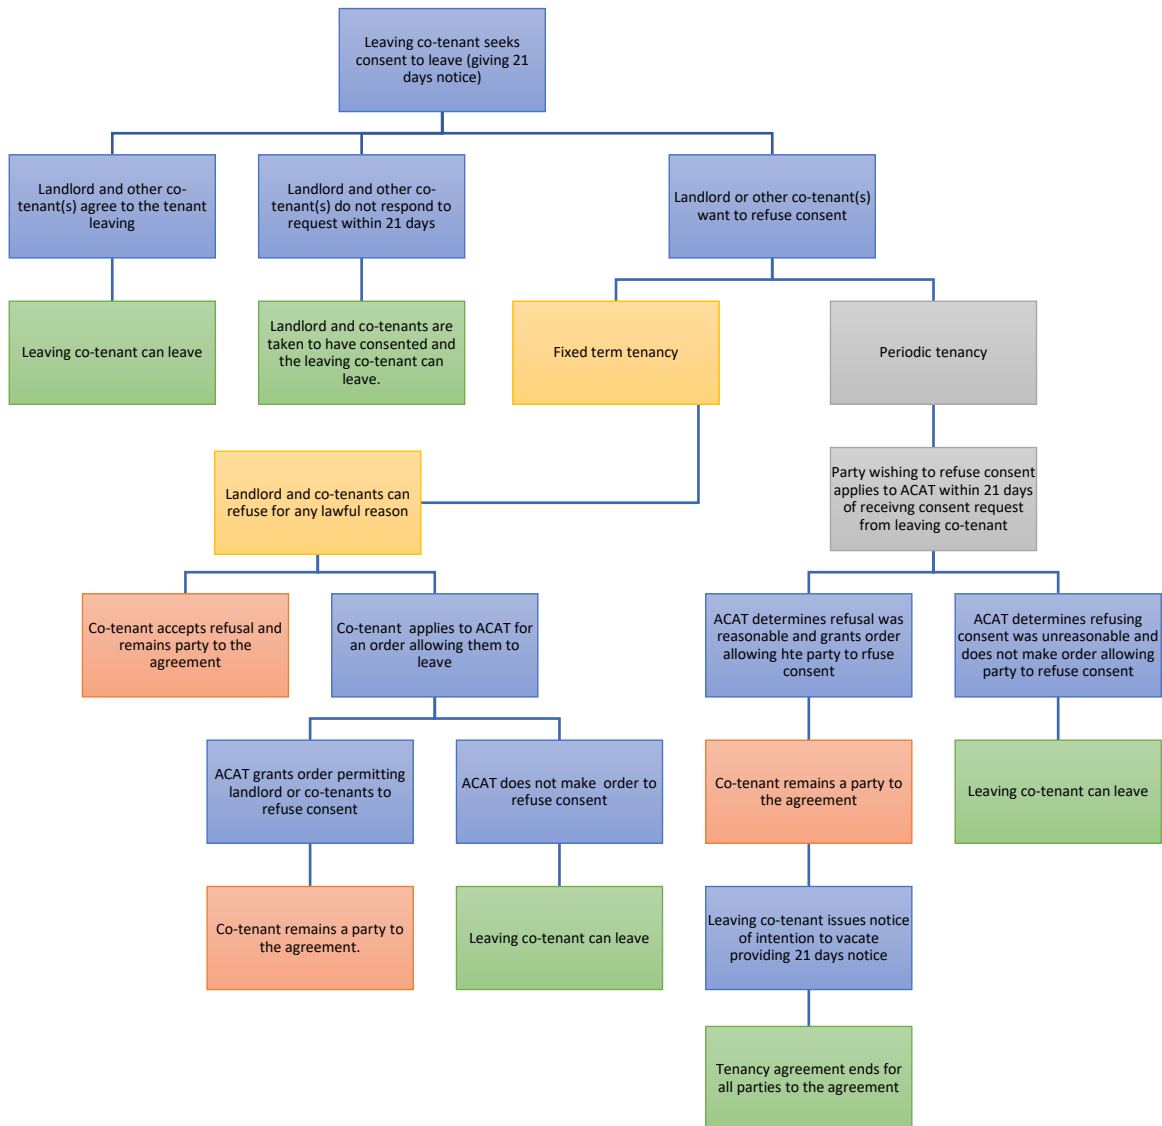 Leaving co-tenant seeks
consent to leave (giving 21
days notice)
Landlord and other co-
tenant(s) agree to the tenant
leaving
Landlord and other co-
tenant(s) do not respond to
request within 21 days
Landlord or other co-tenant(s)
want to refuse consent
Leaving co-tenant can leave
Landlord and co-tenants are
taken to have consented and
the leaving co-tenant can
leave.
Fixed term tenancy
Periodic tenancy
Landlord and co-tenants can
refuse for any lawful reason
Party wishing to refuse consent
applies to ACAT within 21 days
of receivng consent request
from leaving co-tenant
Co-tenant accepts refusal and
remains party to the
agreement
Co-tenant applies to ACAT for
an order allowing them to
leave
ACAT determines refusal was
reasonable and grants order
allowing hte party to rfuse
consent
ACAT determines refusing
consent was unreasonable and
does not make order allowing
party to refuse consent
ACAT grants order permitting
landlord or co-tenants to
refuse consent
ACAT does not make order to
refuse consent
Co-tenant remains a party to
the agreement
Leaving co-tenant can leave
Co-tenant remains a party to
the agreement.
Leaving co-tenant can leave
Leaving co-tenant issues notice
of intention to vacate
providing 21 days notice
Tenancy agreement ends for
all parties to the agreement